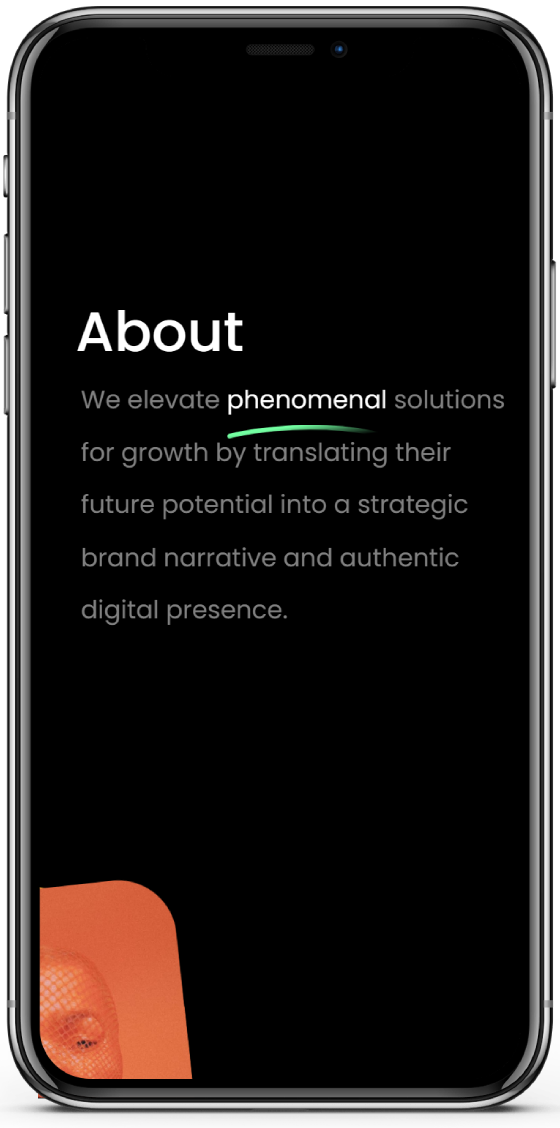 About
We elevate phenomenal solutions
for growth by translating their
future potential into a strategic
brand narrative and authentic
digital presence.